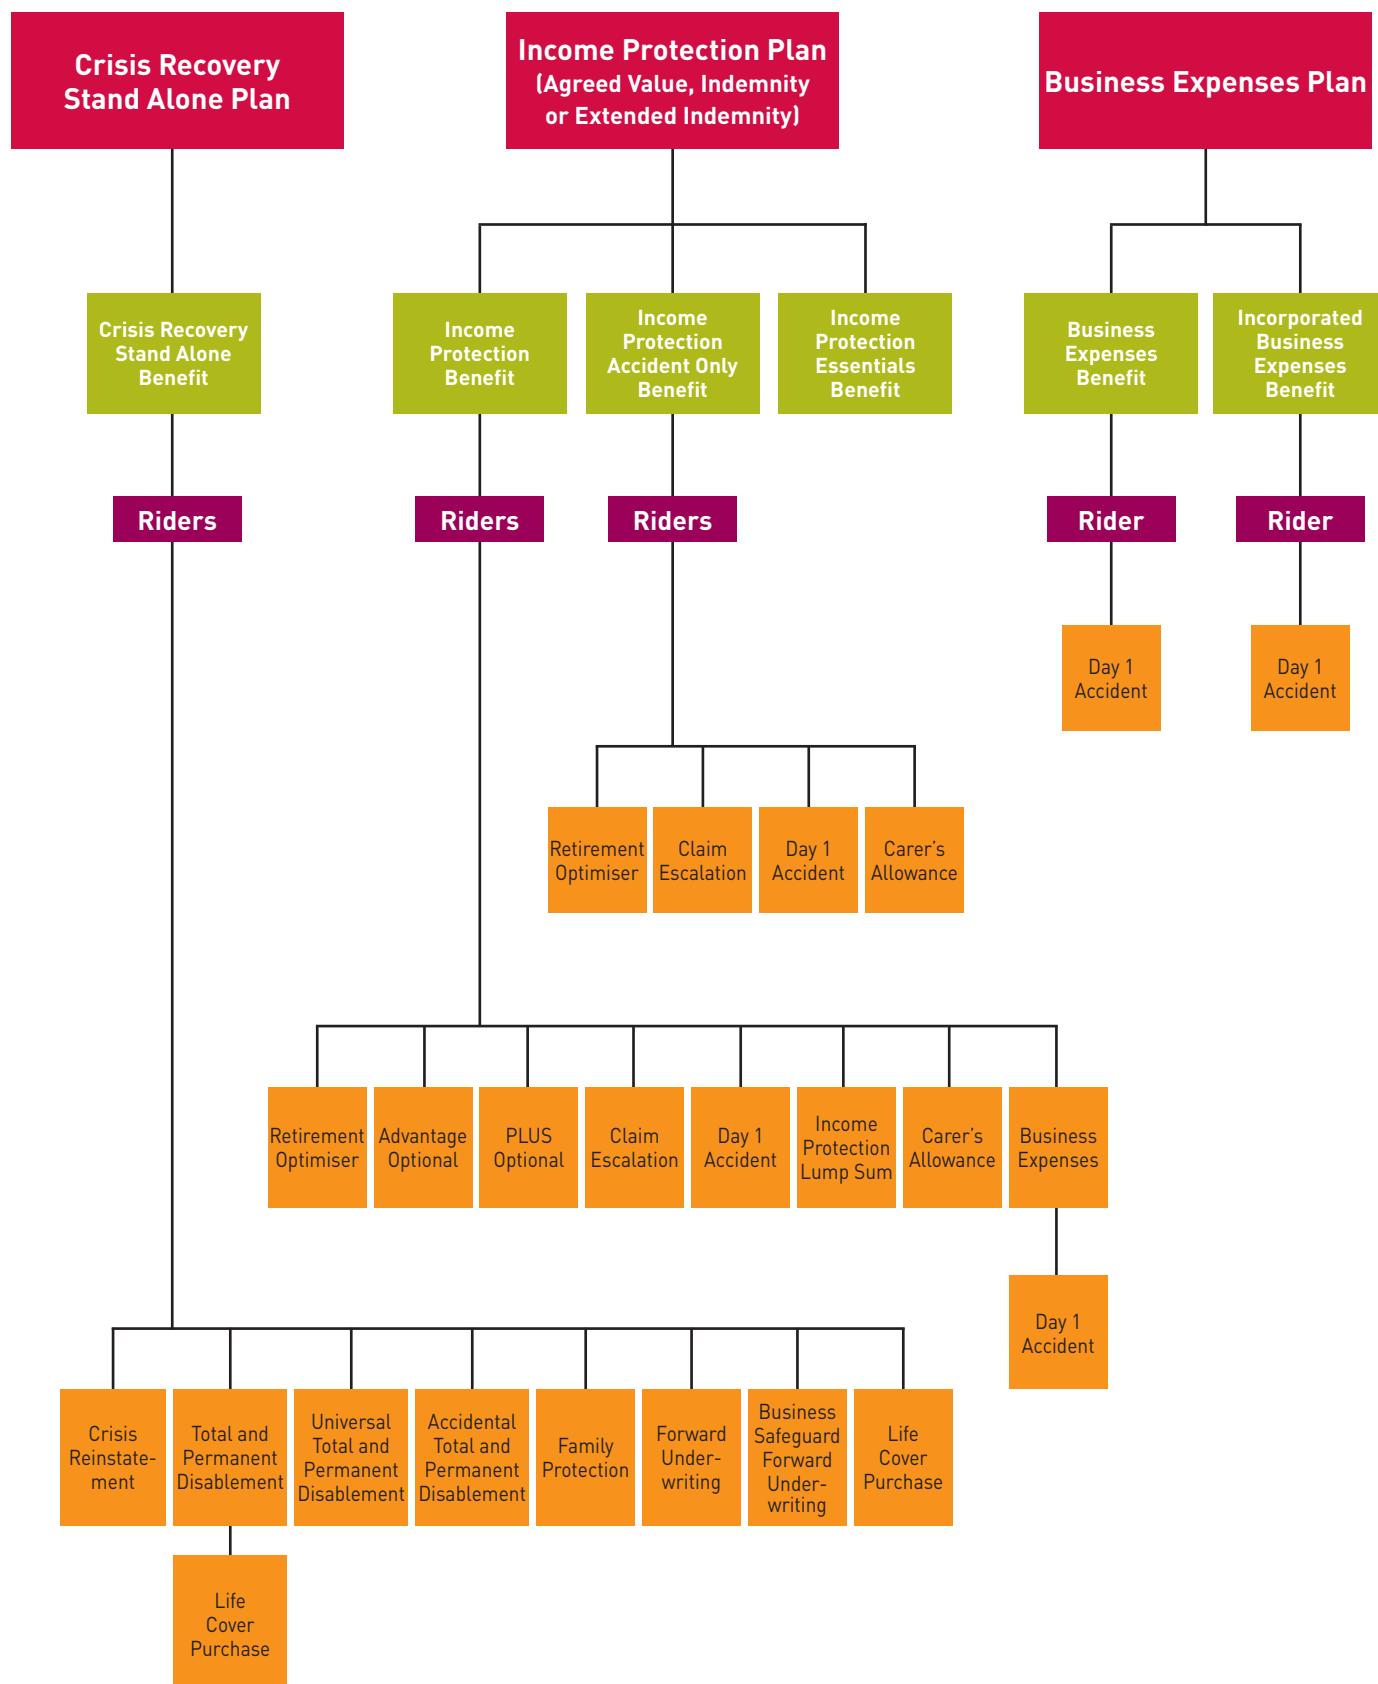 Crisis Recovery
Stand Alone Plan
Income Protection Plan
(Agreed Value, Indemnity
or Extended Indemnity)
Business Expenses Plan
Crisis Recovery
Stand Alone
Benefit
Income
Protection
Benefit
Income
Protection
Accident Only
Benefit
Income
Protection
Essentials
Benefit
Business
Expenses
Benefit
Incorporated
Business
Expenses
Benefit
Riders
Riders
Riders
Rider
Rider
Day 1
Accident
Day 1
Accident
Retirement
Optimiser
Claim
Escalation
Day 1
Accident
Carer’s
Allowance
Retirement
Optimiser
Advantage
Optional
PLUS
Optional
Claim
Escalation
Day 1
Accident
Income
Protection
Lump Sum
Carer’s
Allowance
Business
Expenses
Day 1
Accident
Crisis
Reinstate-
ment
Total and
Permanent
Disablement
Universal
Total and
Permanent
Disablement
Accidental
Total and
Permanent
Disablement
Family
Protection
Forward
Under-
writing
Business
Safeguard
Forward
Under-
writing
Life
Cover
Purchase
Life
Cover
Purchase